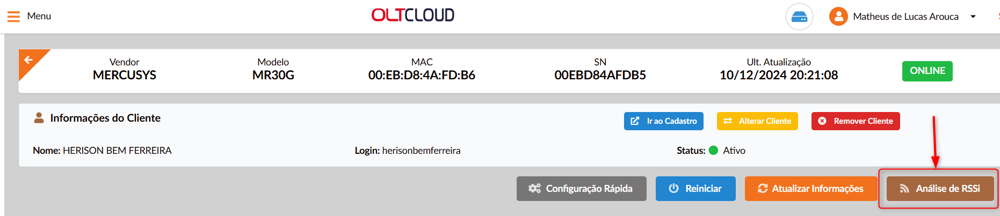 Menu
OLTCLOUD
Matheus de Lucas Arouca
Vendor
MERCUSYS
Modelo
MR30G
MAC
00:EB:D8:4A:FD:B6
SN
00EBD84AFDB5
Ult. Atualização
10/12/2024 20:21:08
ONLINE
Informações do Cliente
Ir ao Cadastro
Alterar Cliente
Remover Cliente
Nome: HERISON BEM FERREIRA
Login: herisonbemferreira
Status: Ativo
Configuração Rápida
Reiniciar
Atualizar Informações
Análise de RSSi